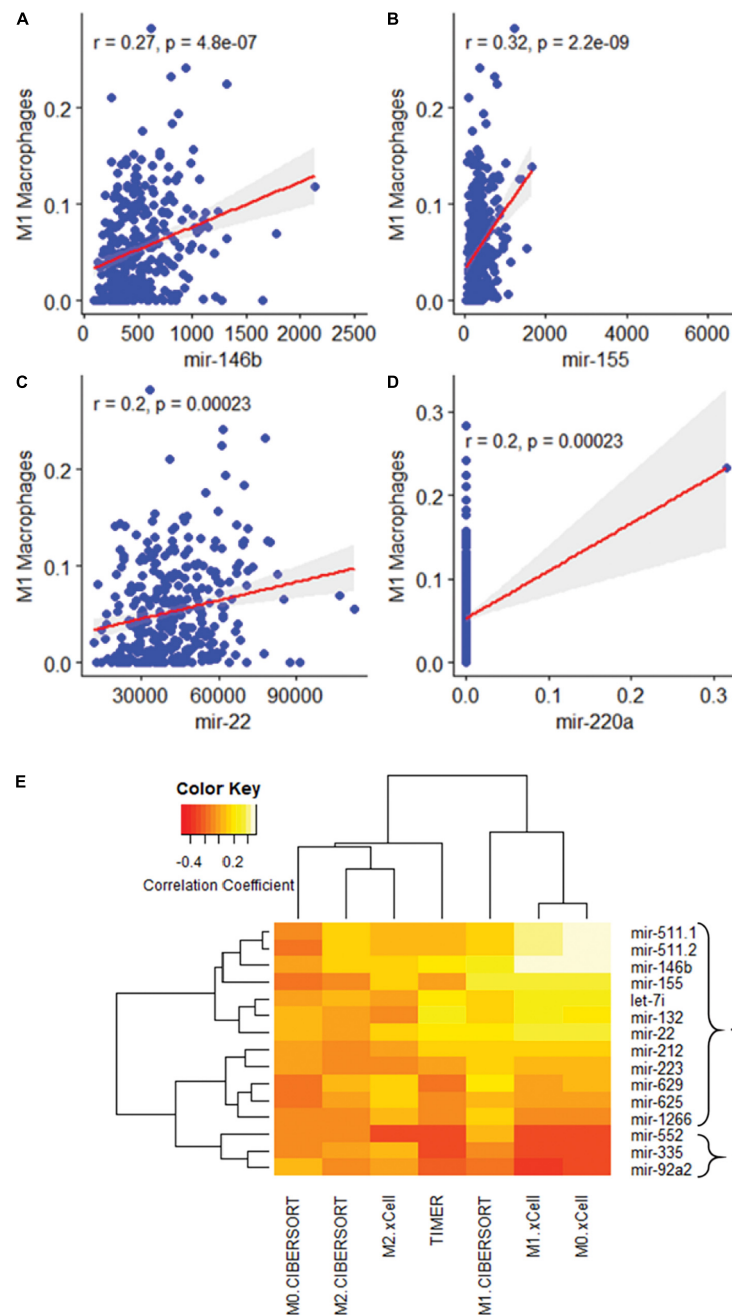 A
r = 0.27, p = 4.8e-07
M1 Macrophages
0.2
0.1
0.0
0 500 1000 1500 2000 2500
mir-146b
B
r = 0.32, p = 2.2e-09
M1 Macrophages
0.2
0.1
0.0
0 2000 4000 6000
mir-155
C
r = 0.2, p = 0.00023
M1 Macrophages
0.2
0.1
0.0
30000 60000 90000
mir-22
D
r = 0.2, p = 0.00023
M1 Macrophages
0.3
0.2
0.1
0.0
0.0 0.1 0.2 0.3
mir-220a
E
Color Key
-0.4 0.2
Correlation Coefficient
mir-511.1
mir-511.2
mir-146b
mir-155
let-7i
mir-132
mir-22
mir-212
mir-223
mir-629
mir-625
mir-1266
mir-552
mir-335
mir-92a2
M0.CIBERSORT
M2.CIBERSORT
M2.xCell
TIMER
M1.CIBERSORT
M1.xCell
M0.xCell